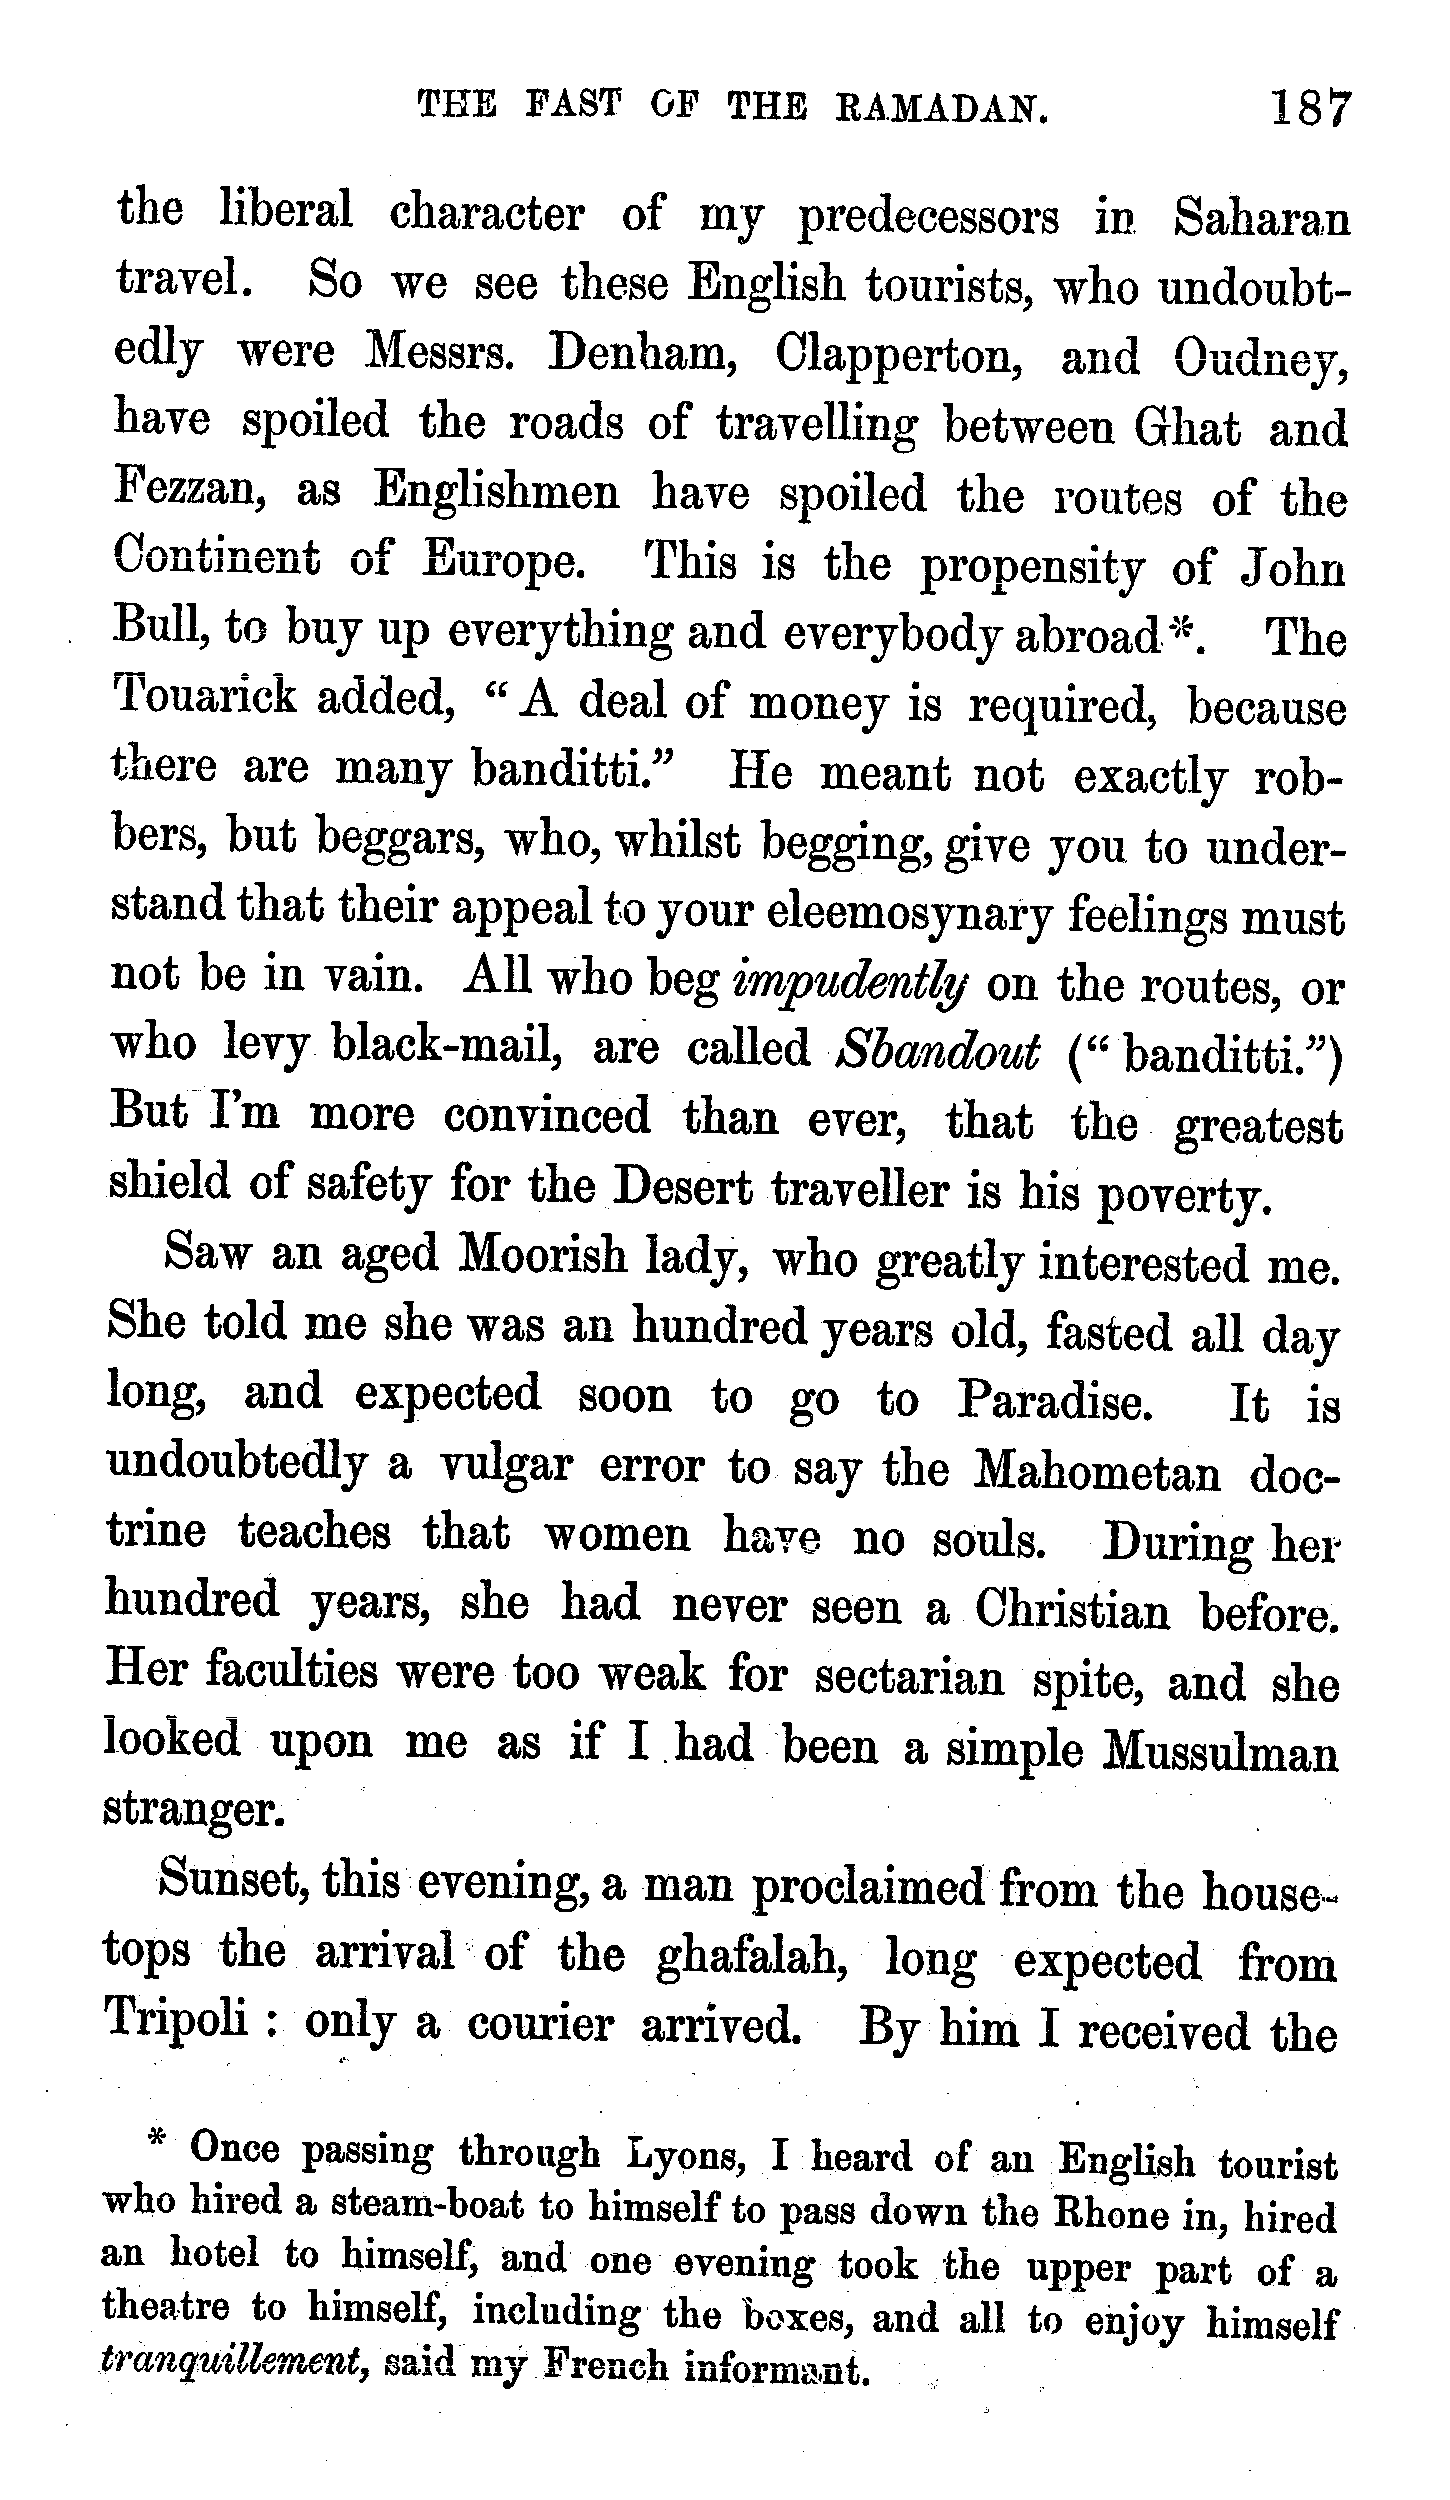 THE FAST OF THE RAMADAN. 187
the liberal character of my predecessors in Saharan
travel. So we see these English tourists, who undoubt-
edly were Messrs. Denham, Clapperton, and Oudney,
have spoiled the roads of travelling between Ghat and
Fezzan, as Englishmen have spoiled the routes of the
Continent of Europe. This is the propensity of John
Bull, to buy up everything and everybody abroad*. The
Touarick added, “A deal of money is required, because
there are many banditti.” He meant not exactly rob-
bers, but beggars, who, whilst begging, give you to under-
stand that their appeal to your eleemosynary feelings must
not be in vain. All who beg impudently on the routes, or
who levy black-mail, are called Sbandout (“banditti.”)
But I'm more convinced than ever, that the greatest
shield of safety for the Desert traveller is his poverty.
Saw an aged Moorish lady, who greatly interested me.
She told me she was an hundred years old, fasted all day
long, and expected soon to go to Paradise. It is
undoubtedly a vulgar error to say the Mahometan doc-
trine teaches that women have no souls. During her
hundred years, she had never seen a Christian before.
Her faculties were too weak for sectarian spite, and she
looked upon me as if I had been a simple Mussulman
stranger.
Sunset, this evening, a man proclaimed from the house-
tops the arrival of the ghafalah, long expected from
Tripoli : only a courier arrived. By him I received the
* Once passing through Lyons, I heard of an English tourist
who hired a steam-boat to himself to pass down the Rhone in, hired
an hotel to himself, and one evening took the upper part of a
theatre to himself, including the boxes, and all to enjoy himself
tranquillement, said my French informant.